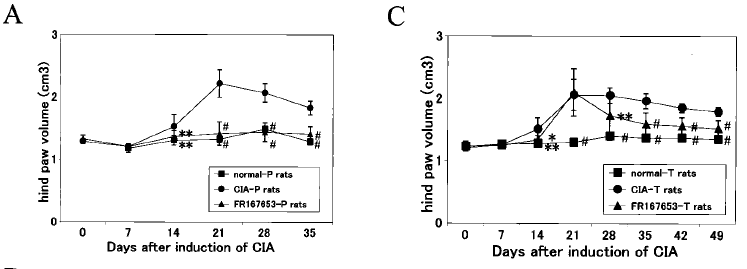 A
hind paw volume (cm3)
3
2
1
0
** # # #
** # # #
normal-P rats
CIA-P rats
FR167653-P rats
0 7 14 21 28 35
Days after induction of CIA
C
hind paw volume (cm3)
3
2
1
0
* ** # # #
** # # # # #
normal-T rats
CIA-T rats
FR167653-T rats
0 7 14 21 28 35 42 49
Days after induction of CIA